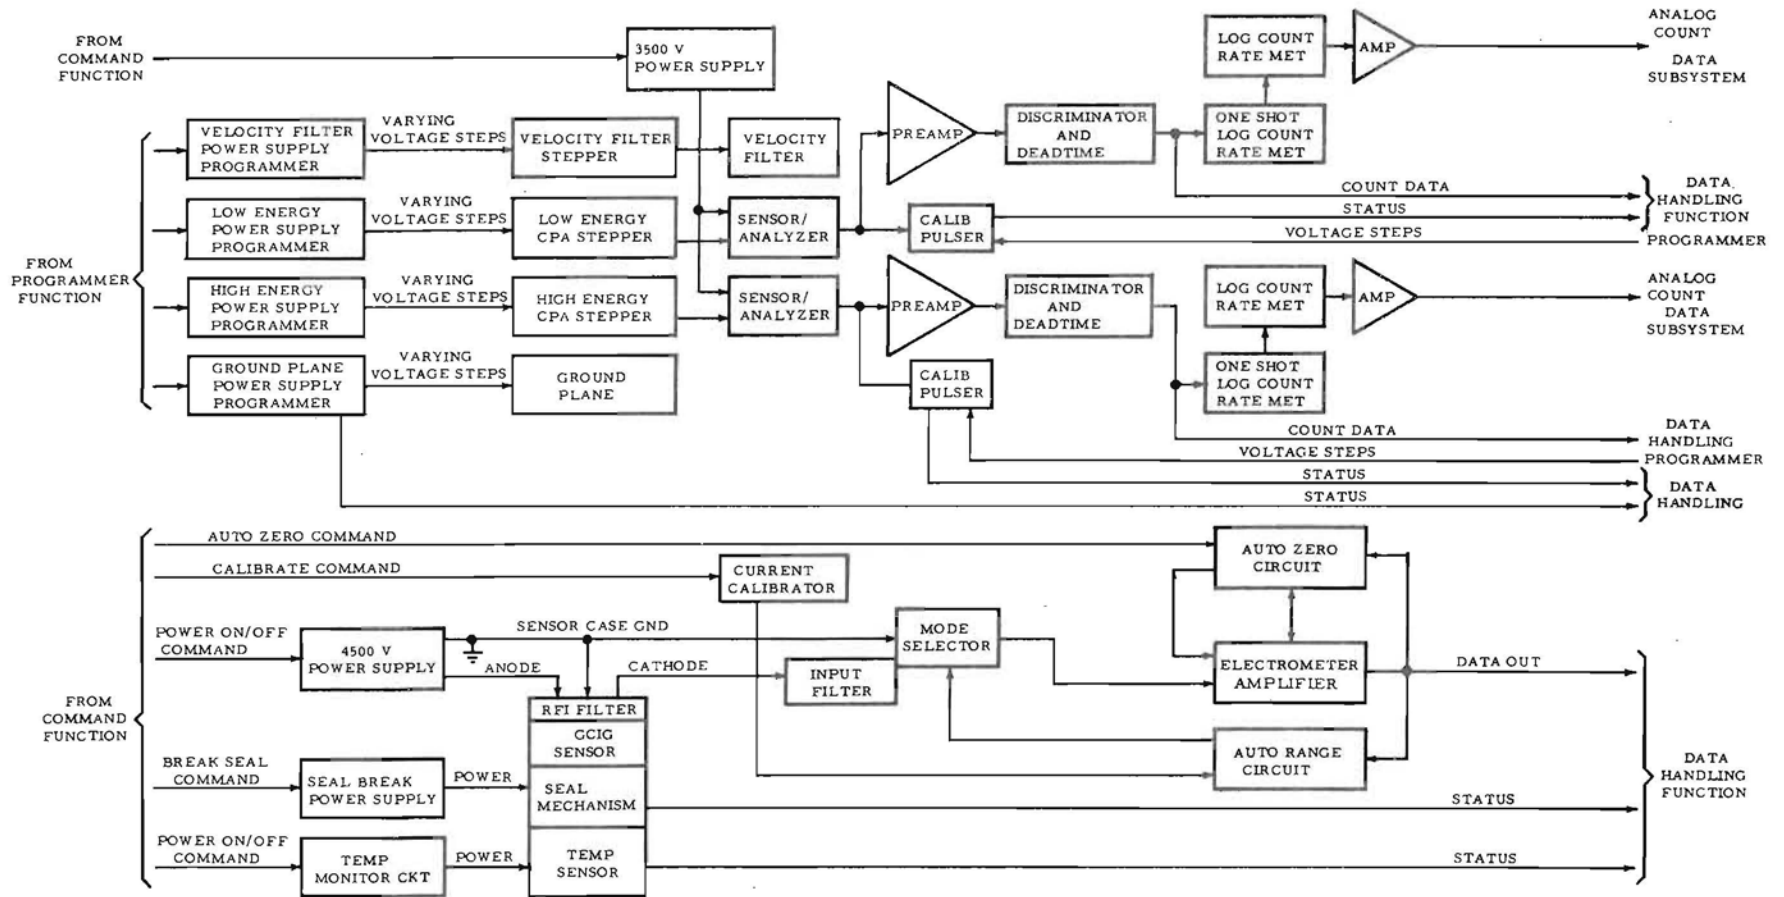 FROM
COMMAND
FUNCTION
3500 V
POWER SUPPLY
LOG COUNT
RATE MET
AMP
ANALOG
COUNT
DATA
SUBSYSTEM
VELOCITY FILTER
POWER SUPPLY
PROGRAMMER
VARYING
VOLTAGE STEPS
VELOCITY FILTER
STEPPER
VELOCITY
FILTER
PREAMP
DISCRIMINATOR
AND
DEADTIME
ONE SHOT
LOG COUNT
RATE MET
COUNT DATA
STATUS
VOLTAGE STEPS
DATA
HANDLING
FUNCTION
PROGRAMMER
FROM
PROGRAMMER
FUNCTION
LOW ENERGY
POWER SUPPLY
PROGRAMMER
VARYING
VOLTAGE STEPS
LOW ENERGY
CPA STEPPER
SENSOR/
ANALYZER
CALIB
PULSER
HIGH ENERGY
POWER SUPPLY
PROGRAMMER
VARYING
VOLTAGE STEPS
HIGH ENERGY
CPA STEPPER
SENSOR/
ANALYZER
PREAMP
DISCRIMINATOR
AND
DEADTIME
LOG COUNT
RATE MET
AMP
ANALOG
COUNT
DATA
SUBSYSTEM
GROUND PLANE
POWER SUPPLY
PROGRAMMER
VARYING
VOLTAGE STEPS
GROUND
PLANE
CALIB
PULSER
ONE SHOT
LOG COUNT
RATE MET
COUNT DATA
VOLTAGE STEPS
STATUS
STATUS
DATA
HANDLING
PROGRAMMER
DATA
HANDLING
FROM
COMMAND
FUNCTION
AUTO ZERO COMMAND
CALIBRATE COMMAND
CURRENT
CALIBRATOR
AUTO ZERO
CIRCUIT
POWER ON/OFF
COMMAND
4500 V
POWER SUPPLY
SENSOR CASE GND
ANODE
CATHODE
INPUT
FILTER
MODE
SELECTOR
ELECTROMETER
AMPLIFIER
DATA OUT
RFI FILTER
GCIG
SENSOR
AUTO RANGE
CIRCUIT
BREAK SEAL
COMMAND
SEAL BREAK
POWER SUPPLY
POWER
SEAL
MECHANISM
STATUS
POWER ON/OFF
COMMAND
TEMP
MONITOR CKT
POWER
TEMP
SENSOR
STATUS
DATA
HANDLING
FUNCTION